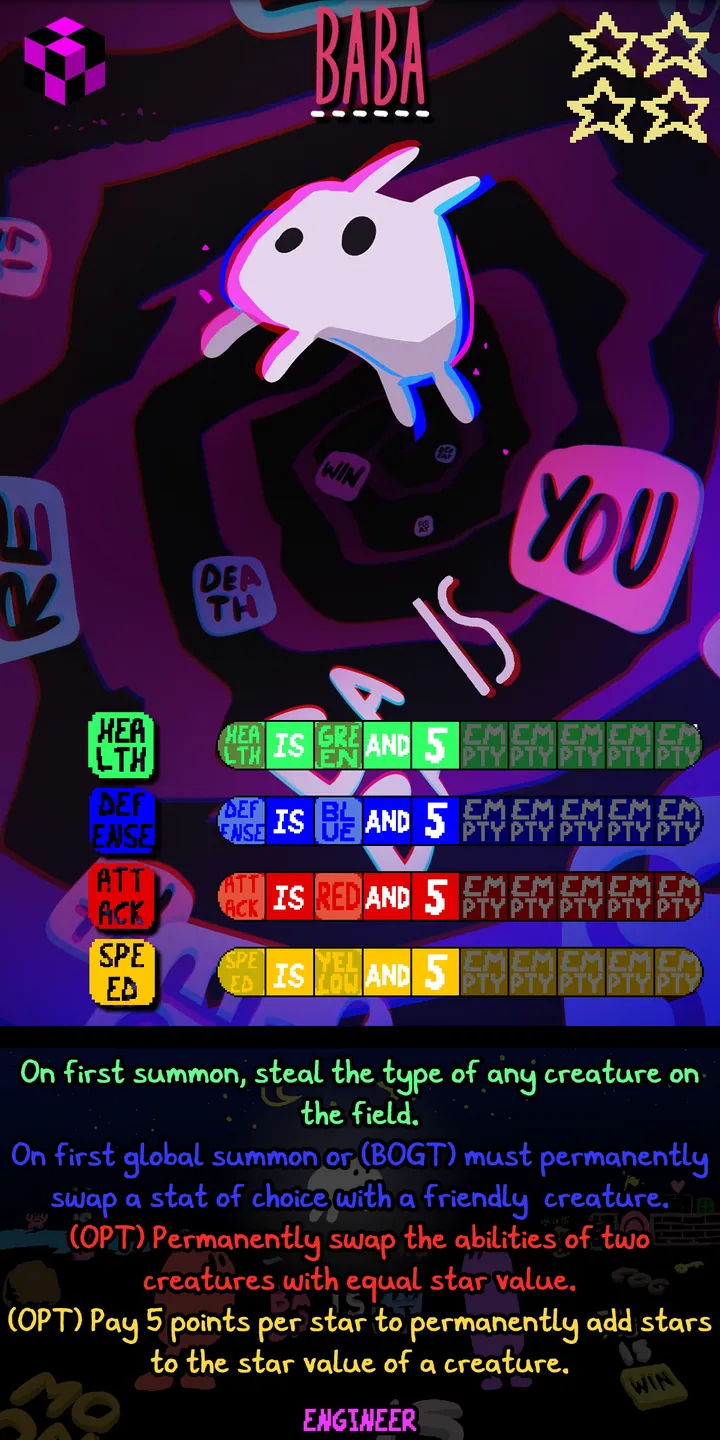 BABA
WIN
YOU
RE
DEA
TH
IS
HEA
LTH
HEA
LTH
IS
GRE
EN
AND
5
EM
PTY
EM
PTY
EM
PTY
EM
PTY
EM
PTY
DEF
ENSE
DEF
ENSE
IS
BL
UE
AND
5
EM
PTY
EM
PTY
EM
PTY
EM
PTY
EM
PTY
ATT
ACK
ATT
ACK
IS
RED
AND
5
EM
PTY
EM
PTY
EM
PTY
EM
PTY
EM
PTY
SPE
ED
SPE
ED
IS
YEL
LOW
AND
5
EM
PTY
EM
PTY
EM
PTY
EM
PTY
EM
PTY
On first summon, steal the type of any creature on
the field.
On first global summon or (BOGT) must permanently
swap a stat of choice with a friendly creature.
(OPT) Permanently swap the abilities of two
creatures with equal star value.
(OPT) Pay 5 points per star to permanently add stars
to the star value of a creature.
IS
WIN
ENGINEER